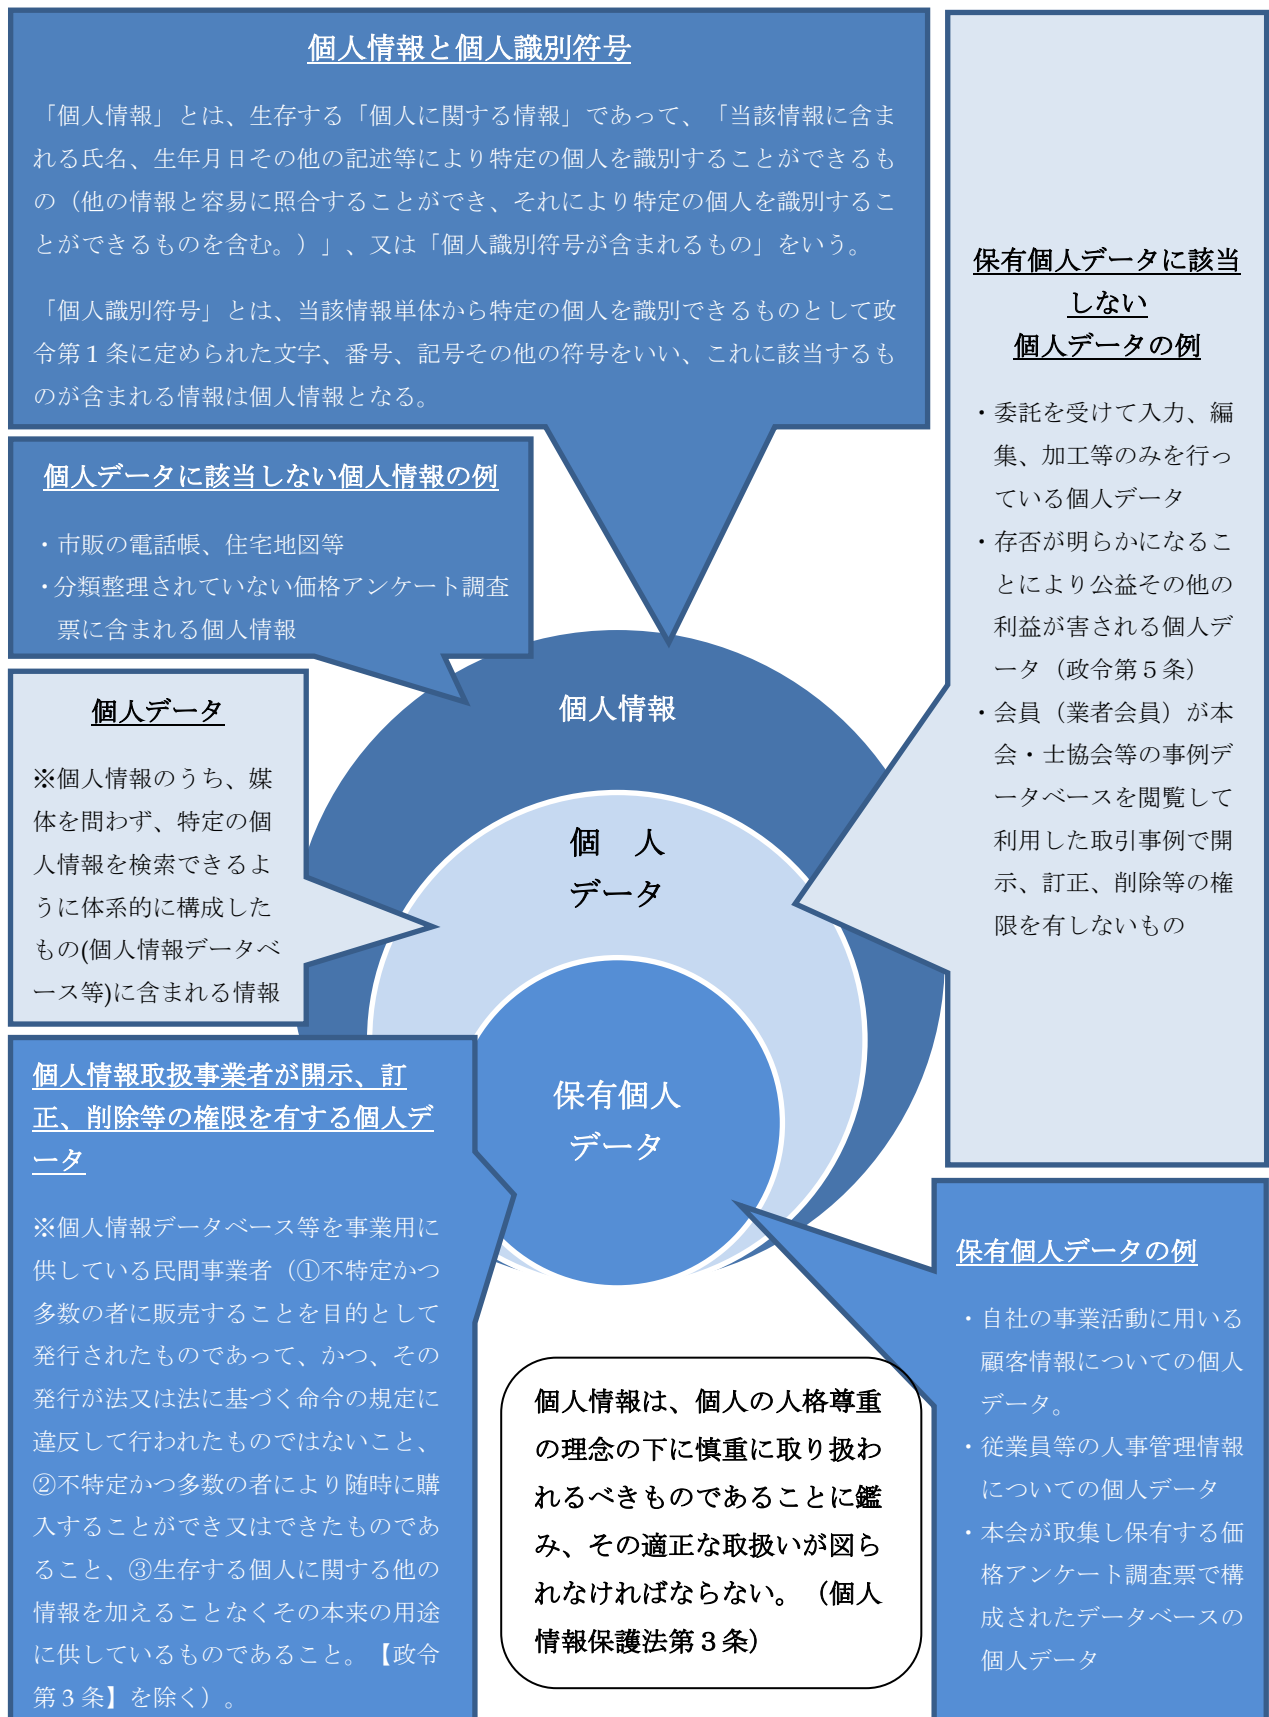 個人情報と個人識別符号
「個人情報」とは、生存する「個人に関する情報」であって、「当該情報に含ま
れる氏名、生年月日その他の記述等により特定の個人を識別することができるも
の（他の情報と容易に照合することができ、それにより特定の個人を識別するこ
とができるものを含む。）」、又は「個人識別符号が含まれるもの」をいう。
「個人識別符号」とは、当該情報単体から特定の個人を識別できるものとして政
令第１条に定められた文字、番号、記号その他の符号をいい、これに該当するも
のが含まれる情報は個人情報となる。
保有個人データに該当
しない
個人データの例
・委託を受けて入力、編
集、加工等のみを行っ
ている個人データ
・存否が明らかになるこ
とにより公益その他の
利益が害される個人デ
ータ（政令第５条）
・会員（業者会員）が本
会・士協会等の事例デ
ータベースを閲覧して
利用した取引事例で開
示、訂正、削除等の権
限を有しないもの
個人データに該当しない個人情報の例
・市販の電話帳、住宅地図等
・分類整理されていない価格アンケート調査
票に含まれる個人情報
個人情報
個人データ
※個人情報のうち、媒
体を問わず、特定の個
人情報を検索できるよ
うに体系的に構成した
もの(個人情報データベ
ース等)に含まれる情報
個　人
データ
保有個人
データ
個人情報取扱事業者が開示、訂
正、削除等の権限を有する個人デ
ータ
※個人情報データベース等を事業用に
供している民間事業者（①不特定かつ
多数の者に販売することを目的として
発行されたものであって、かつ、その
発行が法又は法に基づく命令の規定に
違反して行われたものではないこと、
②不特定かつ多数の者により随時に購
入することができ又はできたものであ
ること、③生存する個人に関する他の
情報を加えることなくその本来の用途
に供しているものであること。【政令
第３条】を除く）。
個人情報は、個人の人格尊重
の理念の下に慎重に取り扱わ
れるべきものであることに鑑
み、その適正な取扱いが図ら
れなければならない。（個人
情報保護法第３条）
保有個人データの例
・自社の事業活動に用いる
顧客情報についての個人
データ。
・従業員等の人事管理情報
についての個人データ
・本会が取集し保有する価
格アンケート調査票で構
成されたデータベースの
個人データ